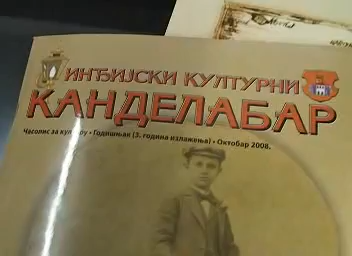 ИНЂИЈСКИ КУЛТУРНИ
КАНДЕЛАБАР
Часопис за културу • Годишњак (3. година излажења) • Октобар 2008.